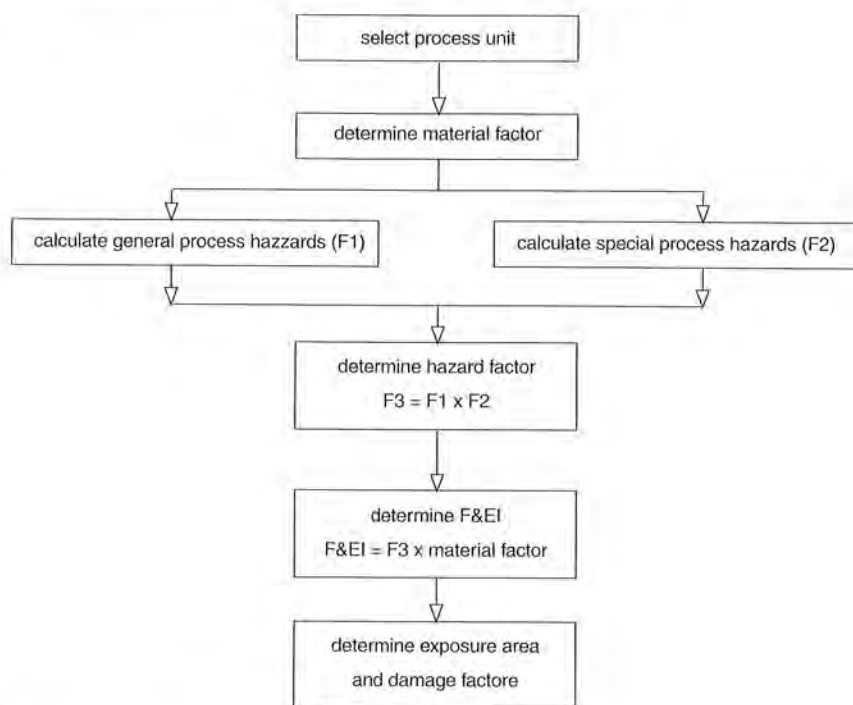 select process unit
determine material factor
calculate general process hazzards (F1)
calculate special process hazards (F2)
determine hazard factor
F3 = F1 x F2
determine F&EI
F&EI = F3 x material factor
determine exposure area
and damage factore